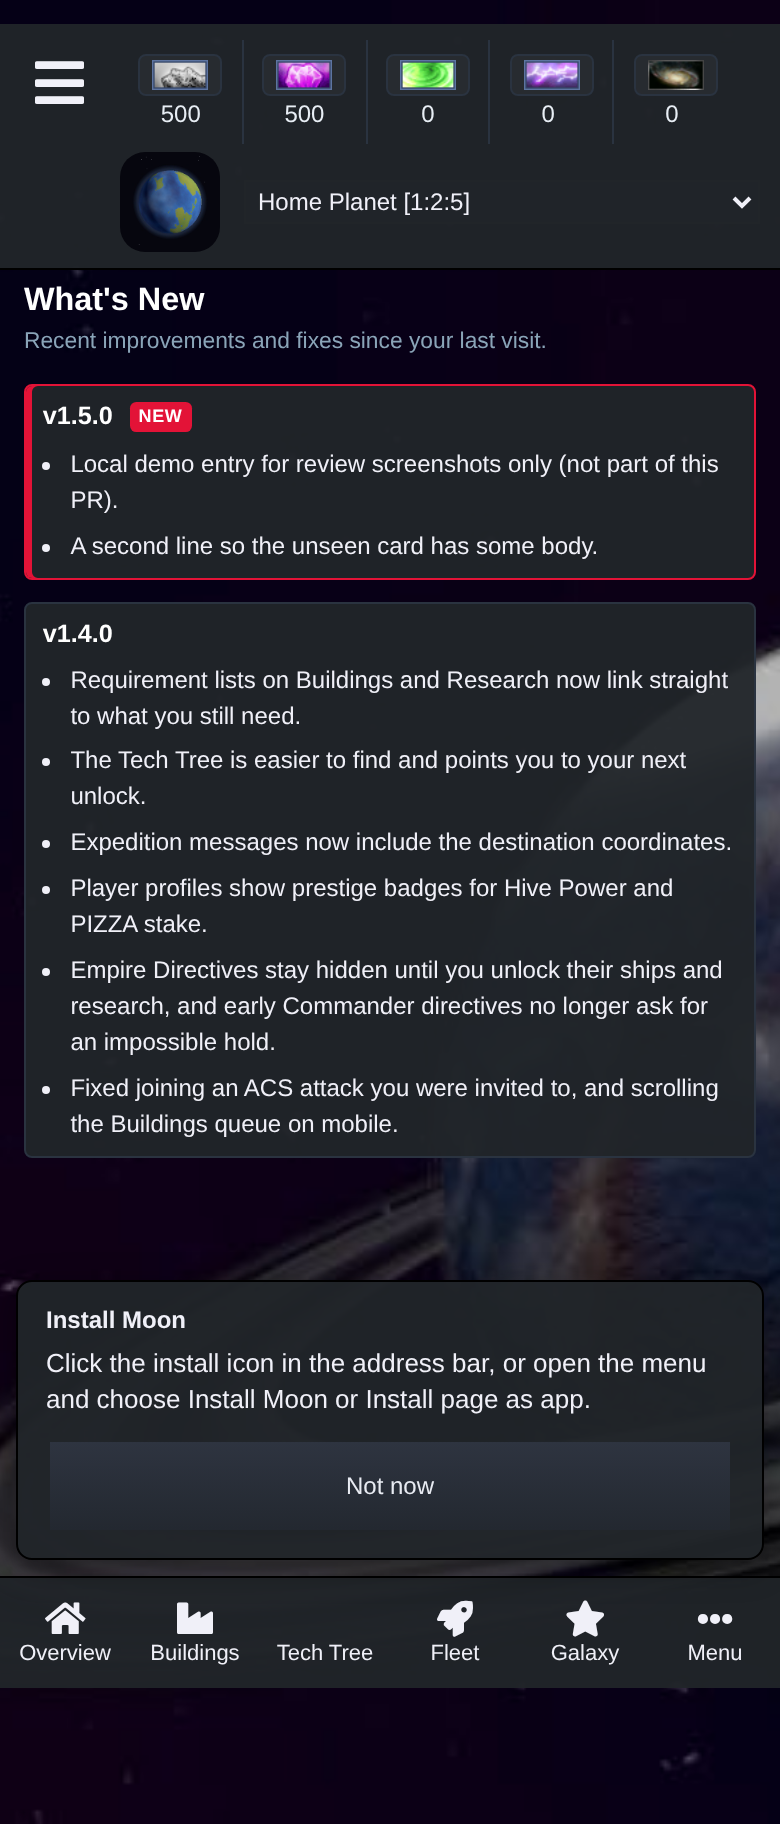 500 500 0 0 0
Home Planet [1:2:5]
What's New
Recent improvements and fixes since your last visit.
v1.5.0 NEW
Local demo entry for review screenshots only (not part of this
PR).
A second line so the unseen card has some body.
v1.4.0
Requirement lists on Buildings and Research now link straight
to what you still need.
The Tech Tree is easier to find and points you to your next
unlock.
Expedition messages now include the destination coordinates.
Player profiles show prestige badges for Hive Power and
PIZZA stake.
Empire Directives stay hidden until you unlock their ships and
research, and early Commander directives no longer ask for
an impossible hold.
Fixed joining an ACS attack you were invited to, and scrolling
the Buildings queue on mobile.
Install Moon
Click the install icon in the address bar, or open the menu
and choose Install Moon or Install page as app.
Not now
Overview Buildings Tech Tree Fleet Galaxy Menu